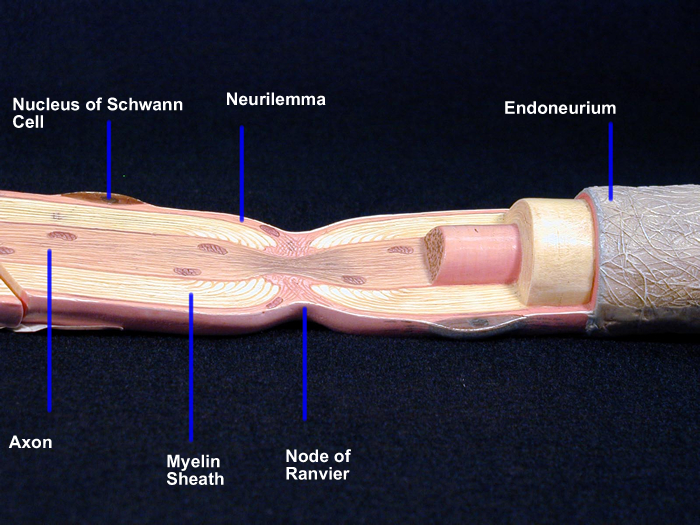 Nucleus of Schwann
Cell
Neurilemma
Endoneurium
Axon
Myelin
Sheath
Node of
Ranvier